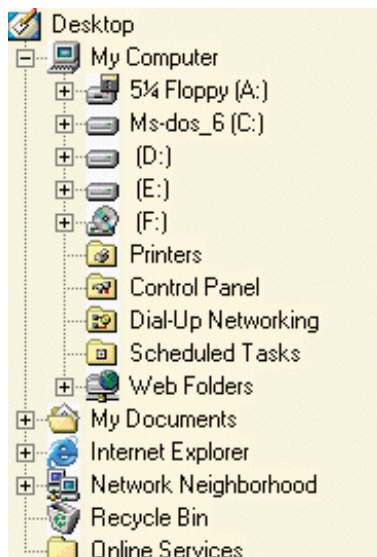 Desktop
My Computer
5¼ Floppy (A:)
Ms-dos_6 (C:)
(D:)
(E:)
(F:)
Printers
Control Panel
Dial-Up Networking
Scheduled Tasks
Web Folders
My Documents
Internet Explorer
Network Neighborhood
Recycle Bin
Online Services